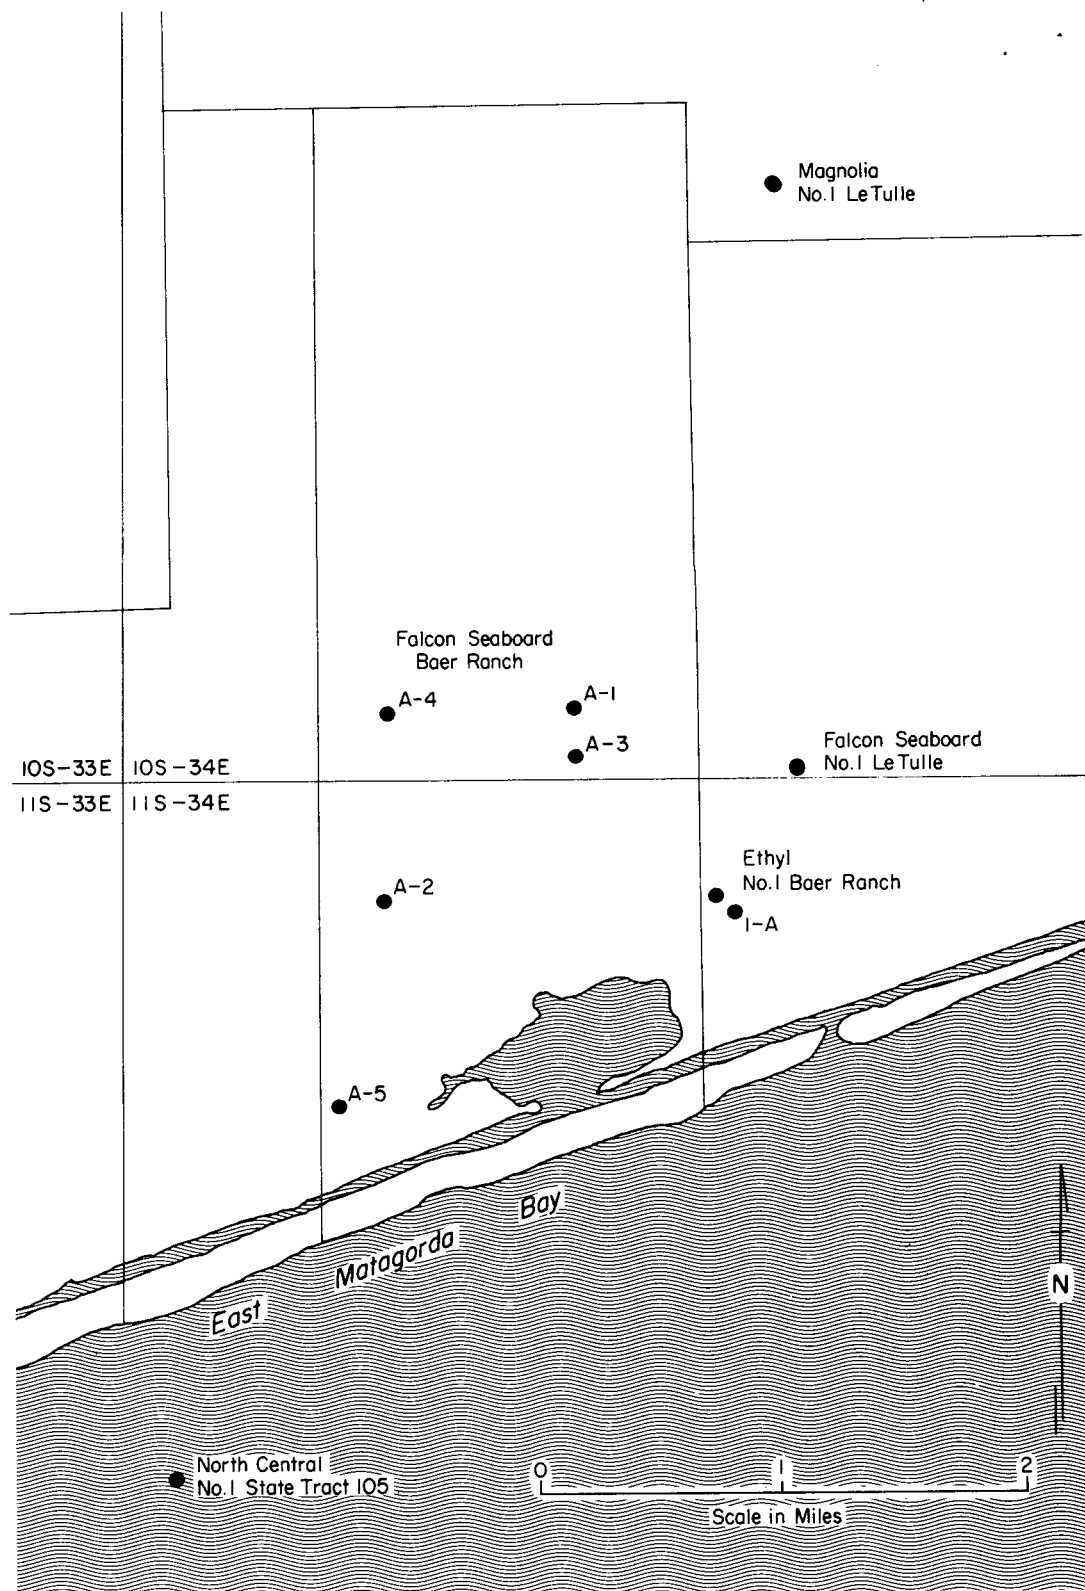 Magnolia
No.1 LeTulle
Falcon Seaboard
Baer Ranch
A-4
A-1
A-3
Falcon Seaboard
No.1 LeTulle
10S-33E 10S-34E
11S-33E 11S-34E
Ethyl
No.1 Baer Ranch
1-A
A-2
A-5
East Matagorda Bay
N
North Central
No.1 State Tract 105
0 1 2
Scale in Miles